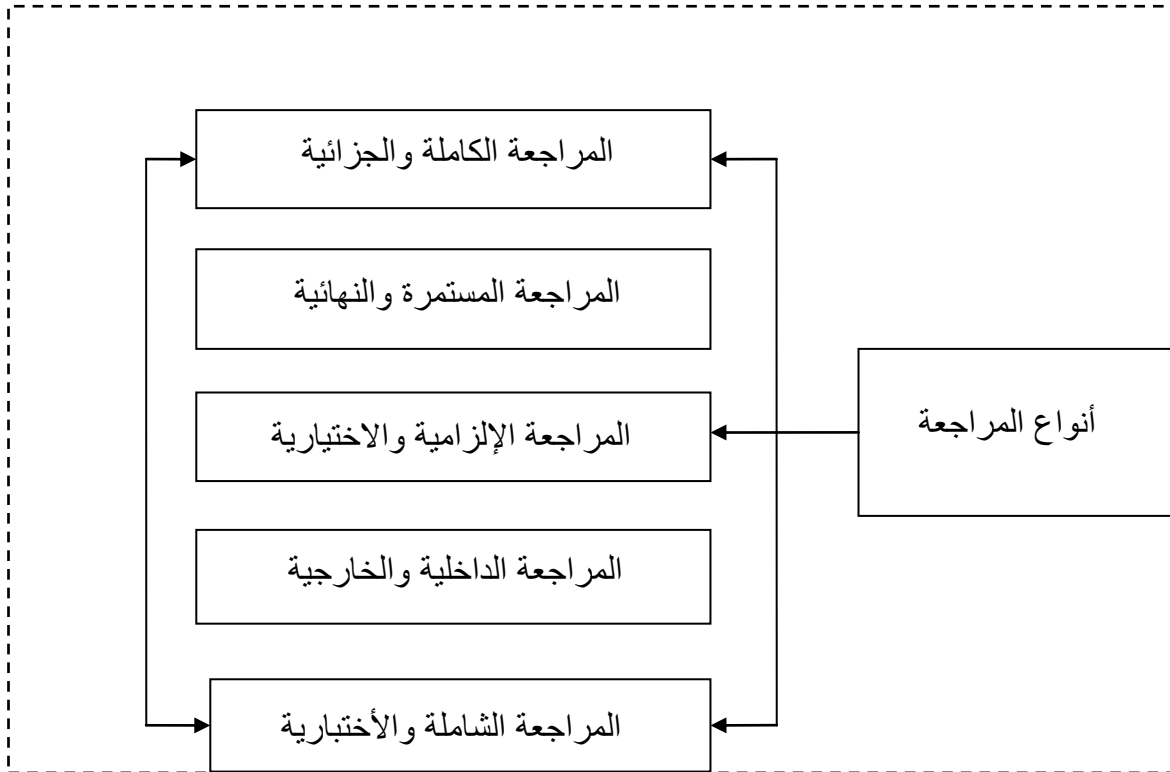 المراجعة الكاملة والجزائية
المراجعة المستمرة والنهائية
أنواع المراجعة
المراجعة الإلزامية والاختيارية
المراجعة الداخلية والخارجية
المراجعة الشاملة والأختبارية